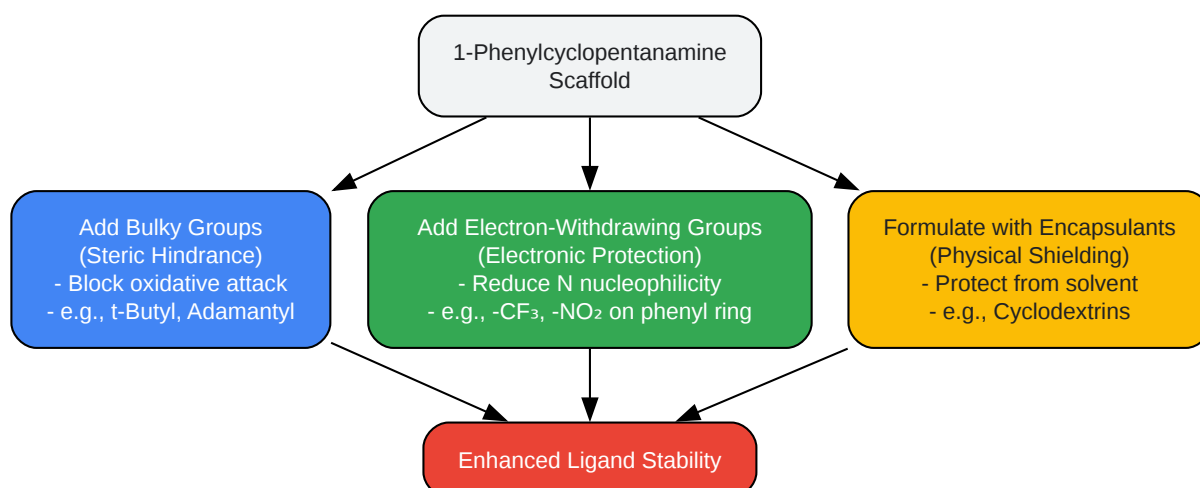 1-Phenylcyclopentanamine
Scaffold
Add Bulky Groups
(Steric Hindrance)
- Block oxidative attack
- e.g., t-Butyl, Adamantyl
Add Electron-Withdrawing Groups
(Electronic Protection)
- Reduce N nucleophilicity
- e.g., -CF₃, -NO₂ on phenyl ring
Formulate with Encapsulants
(Physical Shielding)
- Protect from solvent
- e.g., Cyclodextrins
Enhanced Ligand Stability